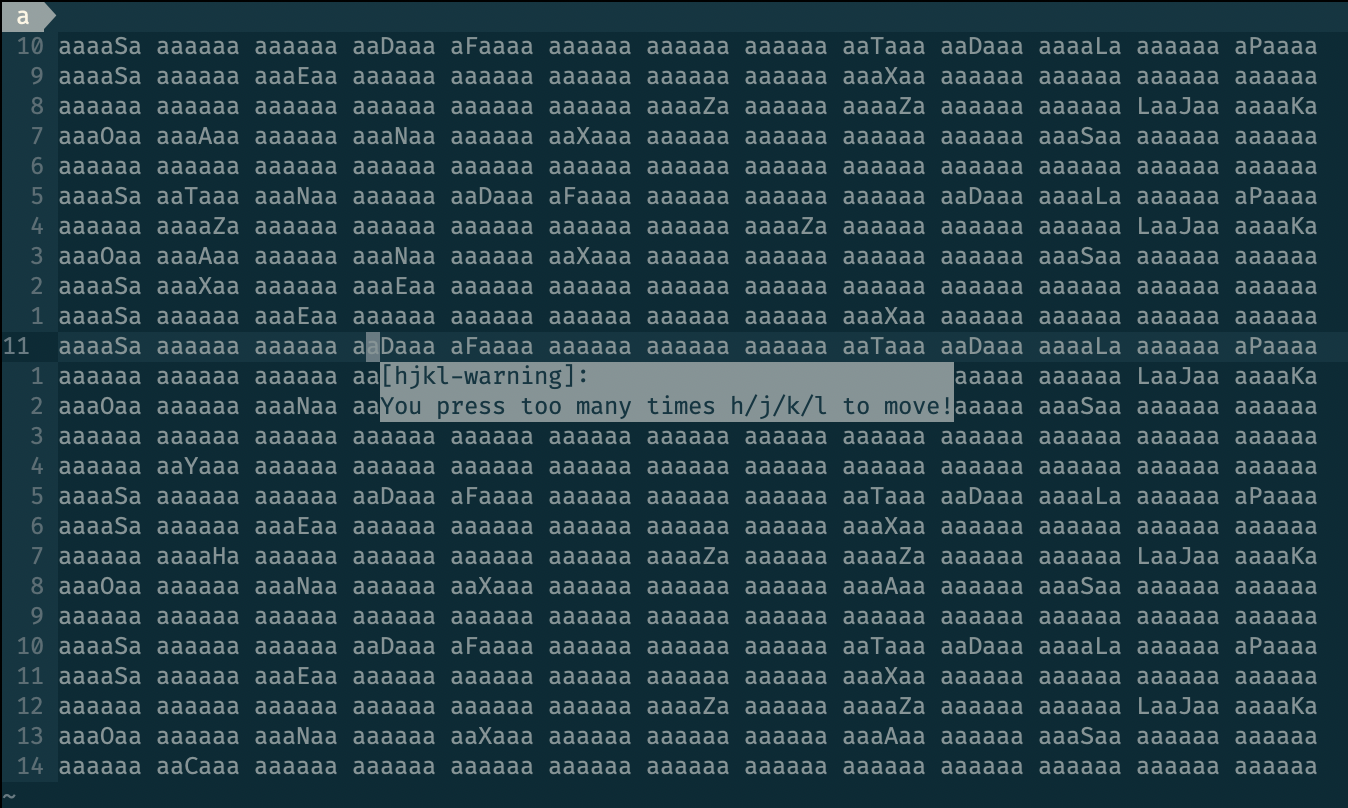 a
10 aaaaSa aaaaaa aaaaaa aaDaaa aFaaaa aaaaaa aaaaaa aaaaaa aaTaaa aaDaaa aaaaLa aaaaaa aPaaaa
9 aaaaSa aaaaaa aaaEaa aaaaaa aaaaaa aaaaaa aaaaaa aaaaaa aaaXaa aaaaaa aaaaaa aaaaaa aaaaaa
8 aaaaaa aaaaaa aaaaaa aaaaaa aaaaaa aaaaaa aaaaZa aaaaaa aaaaZa aaaaaa aaaaaa LaaJaa aaaaKa
7 aaaOaa aaaAaa aaaaaa aaaNaa aaaaaa aaXaaa aaaaaa aaaaaa aaaaaa aaaaaa aaaSaa aaaaaa aaaaaa
6 aaaaaa aaaaaa aaaaaa aaaaaa aaaaaa aaaaaa aaaaaa aaaaaa aaaaaa aaaaaa aaaaaa aaaaaa aaaaaa
5 aaaaSa aaTaaa aaaNaa aaaaaa aaDaaa aFaaaa aaaaaa aaaaaa aaaaaa aaDaaa aaaaLa aaaaaa aPaaaa
4 aaaaaa aaaaZa aaaaaa aaaaaa aaaaaa aaaaaa aaaaaa aaaaZa aaaaaa aaaaaa aaaaaa LaaJaa aaaaKa
3 aaaOaa aaaAaa aaaaaa aaaNaa aaaaaa aaXaaa aaaaaa aaaaaa aaaaaa aaaaaa aaaSaa aaaaaa aaaaaa
2 aaaaSa aaaXaa aaaaaa aaaEaa aaaaaa aaaaaa aaaaaa aaaaaa aaaaaa aaaaaa aaaaaa aaaaaa aaaaaa
1 aaaaSa aaaaaa aaaEaa aaaaaa aaaaaa aaaaaa aaaaaa aaaaaa aaaXaa aaaaaa aaaaaa aaaaaa aaaaaa
11 aaaaSa aaaaaa aaaaaa aaDaaa aFaaaa aaaaaa aaaaaa aaaaaa aaTaaa aaDaaa aaaaLa aaaaaa aPaaaa
1 aaaaaa aaaaaa aaaaaa aa[hjkl-warning]: aaaaa aaaaaa LaaJaa aaaaKa
2 aaaOaa aaaaaa aaaNaa aaYou press too many times h/j/k/l to move!aaaaa aaaSaa aaaaaa aaaaaa
3 aaaaaa aaaaaa aaaaaa aaaaaa aaaaaa aaaaaa aaaaaa aaaaaa aaaaaa aaaaaa aaaaaa aaaaaa aaaaaa
4 aaaaaa aaYaaa aaaaaa aaaaaa aaaaaa aaaaaa aaaaaa aaaaaa aaaaaa aaaaaa aaaaaa aaaaaa aaaaaa
5 aaaaSa aaaaaa aaaaaa aaDaaa aFaaaa aaaaaa aaaaaa aaaaaa aaTaaa aaDaaa aaaaLa aaaaaa aPaaaa
6 aaaaSa aaaaaa aaaEaa aaaaaa aaaaaa aaaaaa aaaaaa aaaaaa aaaXaa aaaaaa aaaaaa aaaaaa aaaaaa
7 aaaaaa aaaaHa aaaaaa aaaaaa aaaaaa aaaaaa aaaaZa aaaaaa aaaaZa aaaaaa aaaaaa LaaJaa aaaaKa
8 aaaOaa aaaaaa aaaNaa aaaaaa aaXaaa aaaaaa aaaaaa aaaaaa aaaAaa aaaaaa aaaSaa aaaaaa aaaaaa
9 aaaaaa aaaaaa aaaaaa aaaaaa aaaaaa aaaaaa aaaaaa aaaaaa aaaaaa aaaaaa aaaaaa aaaaaa aaaaaa
10 aaaaSa aaaaaa aaaaaa aaDaaa aFaaaa aaaaaa aaaaaa aaaaaa aaTaaa aaDaaa aaaaLa aaaaaa aPaaaa
11 aaaaSa aaaaaa aaaEaa aaaaaa aaaaaa aaaaaa aaaaaa aaaaaa aaaXaa aaaaaa aaaaaa aaaaaa aaaaaa
12 aaaaaa aaaaaa aaaaaa aaaaaa aaaaaa aaaaaa aaaaZa aaaaaa aaaaZa aaaaaa aaaaaa LaaJaa aaaaKa
13 aaaOaa aaaaaa aaaNaa aaaaaa aaXaaa aaaaaa aaaaaa aaaaaa aaaAaa aaaaaa aaaSaa aaaaaa aaaaaa
14 aaaaaa aaCaaa aaaaaa aaaaaa aaaaaa aaaaaa aaaaaa aaaaaa aaaaaa aaaaaa aaaaaa aaaaaa aaaaaa
~